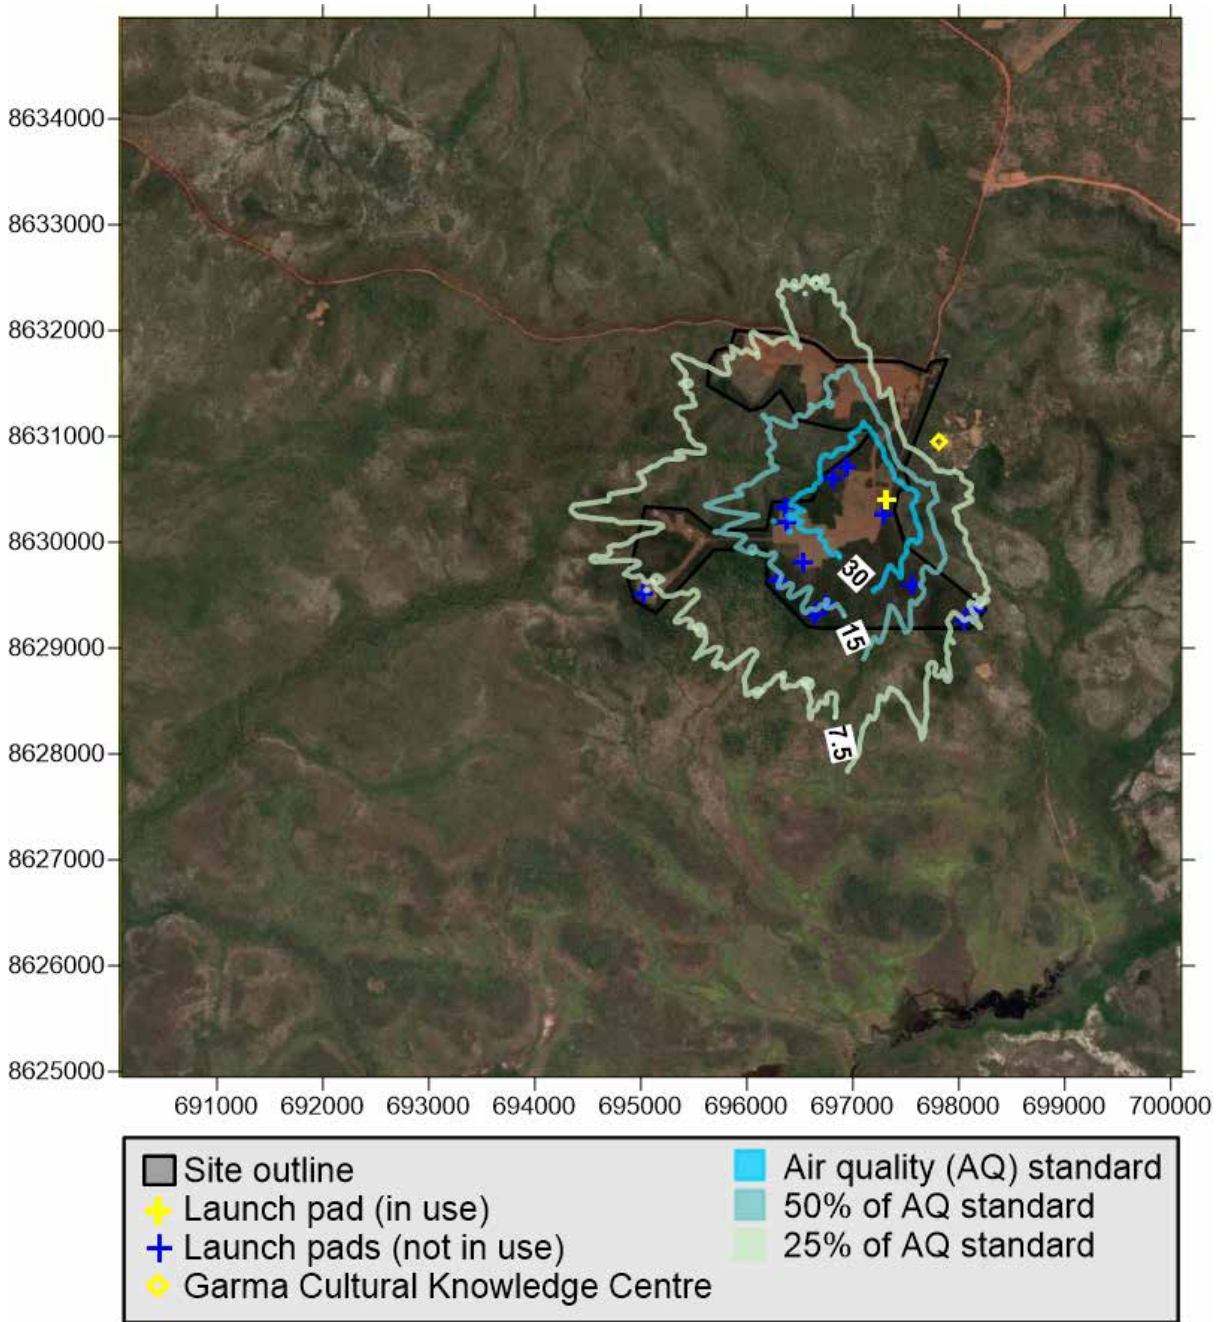 8634000
8633000
8632000
8631000
8630000
8629000
8628000
8627000
8626000
8625000
30
15
7.5
691000 692000 693000 694000 695000 696000 697000 698000 699000 700000
Site outline
Launch pad (in use)
Launch pads (not in use)
Garma Cultural Knowledge Centre
Air quality (AQ) standard
50% of AQ standard
25% of AQ standard